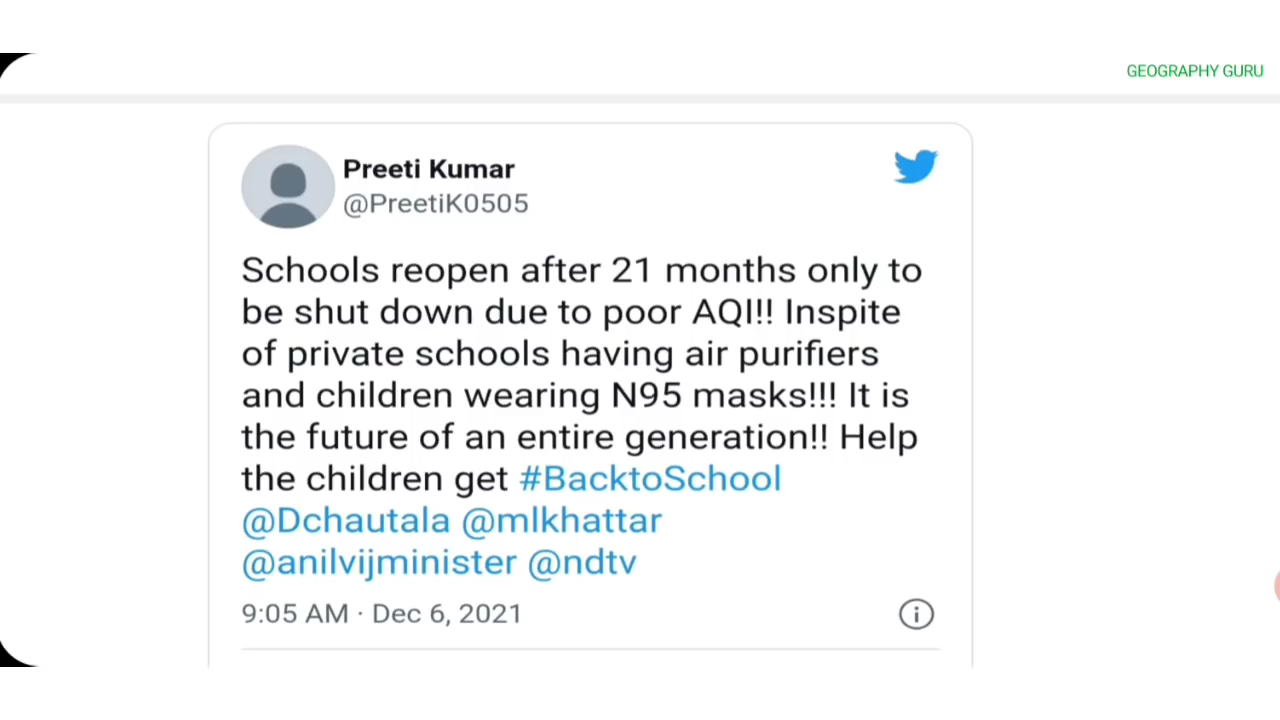 GEOGRAPHY GURU
Preeti Kumar
@PreetiK0505
Schools reopen after 21 months only to
be shut down due to poor AQI!! Inspite
of private schools having air purifiers
and children wearing N95 masks!!! It is
the future of an entire generation!! Help
the children get #BacktoSchool
@Dchautala @mlkhattar
@anilvijminister @ndtv
9:05 AM · Dec 6, 2021